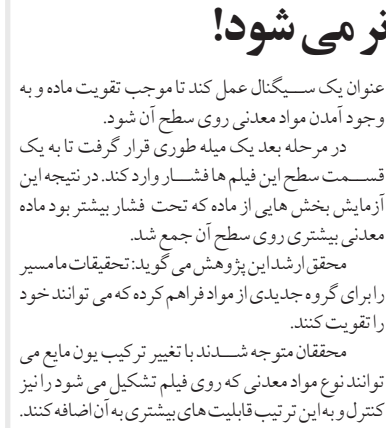 نر می شود!
عنوان یک سیگنال عمل کند تا موجب تقویت ماده و به
وجود آمدن مواد معدنی روی سطح آن شود.
در مرحله بعد یک میله طوری قرار گرفت تا به یک
قسمت سطح این فیلم ها فشار وارد کند. در نتیجه این
آزمایش بخش هایی از ماده که تحت فشار بیشتر بود ماده
معدنی بیشتری روی سطح آن جمع شد.
محقق ارشد این پژوهش می گوید: تحقیقات ما مسیر
را برای گروه جدیدی از مواد فراهم کرده که می توانند خود
را تقویت کنند.
محققان متوجه شدند با تغییر ترکیب یون مایع می
توانند نوع مواد معدنی که روی فیلم تشکیل می شود را نیز
کنترل و به این ترتیب قابلیت های بیشتری به آن اضافه کنند.